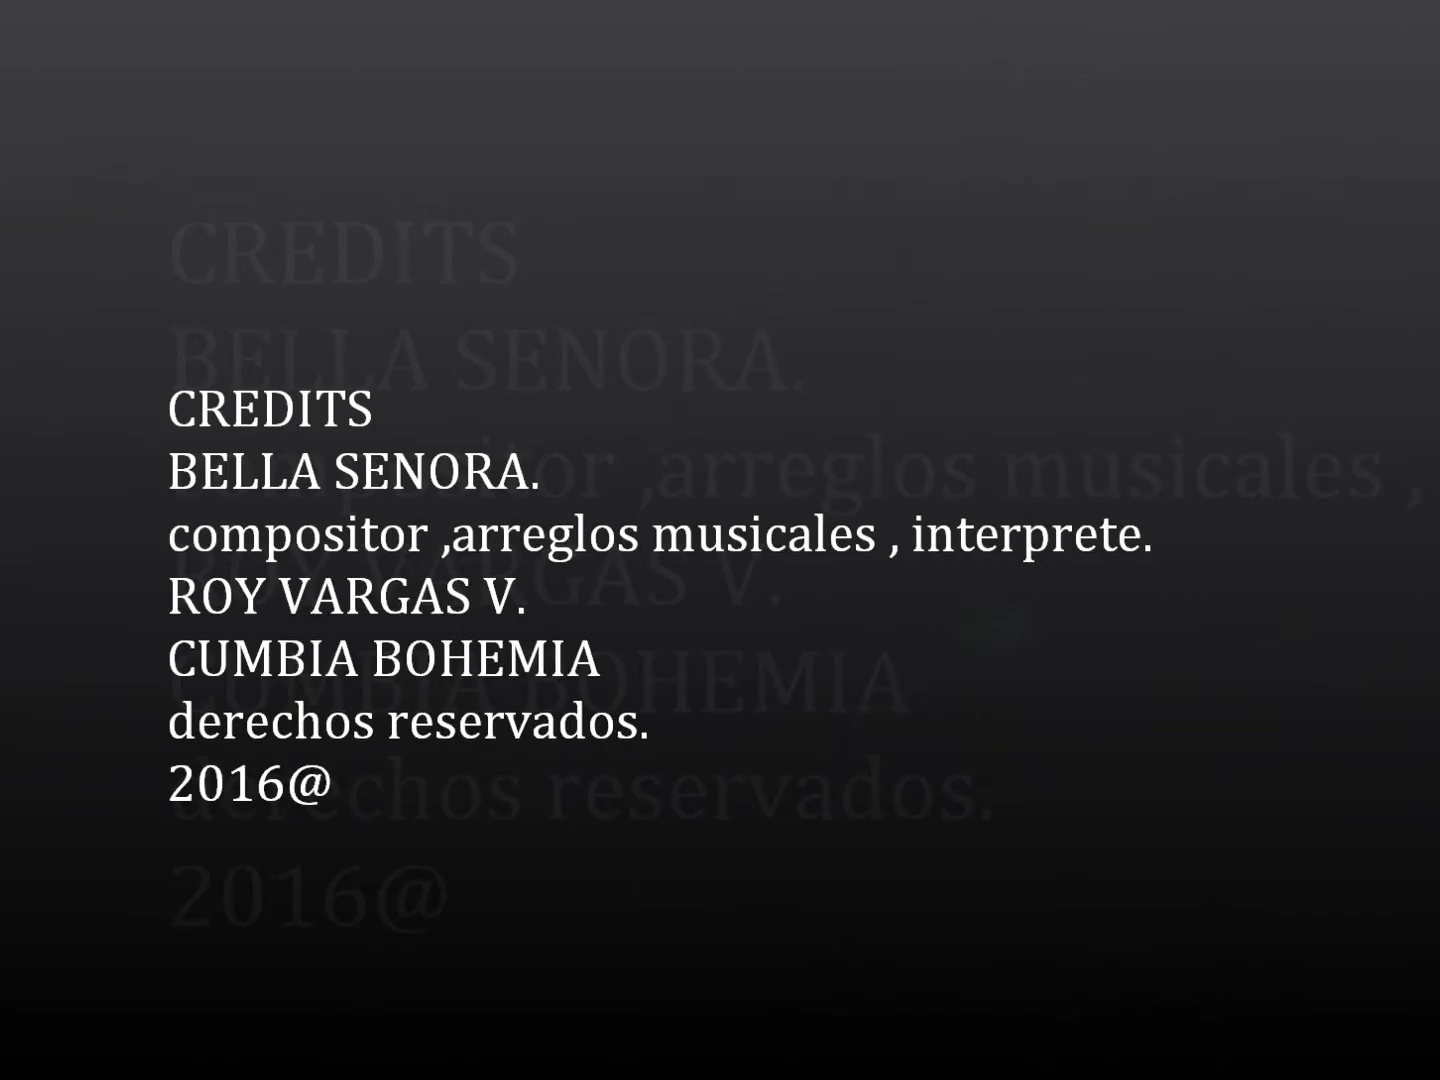 CREDITS
BELLA SENORA.
compositor ,arreglos musicales , interprete.
ROY VARGAS V.
CUMBIA BOHEMIA
derechos reservados.
2016@